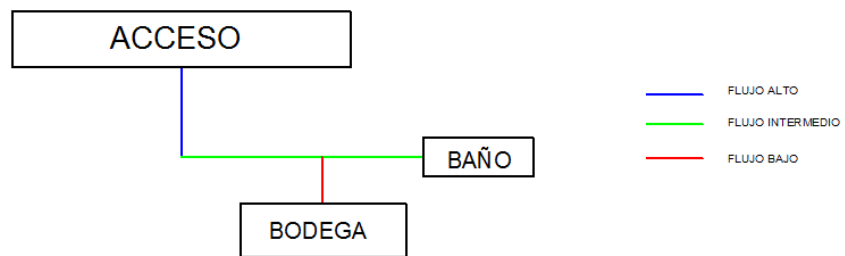 ACCESO
FLUJO ALTO
FLUJO INTERMEDIO
BAÑO
FLUJO BAJO
BODEGA